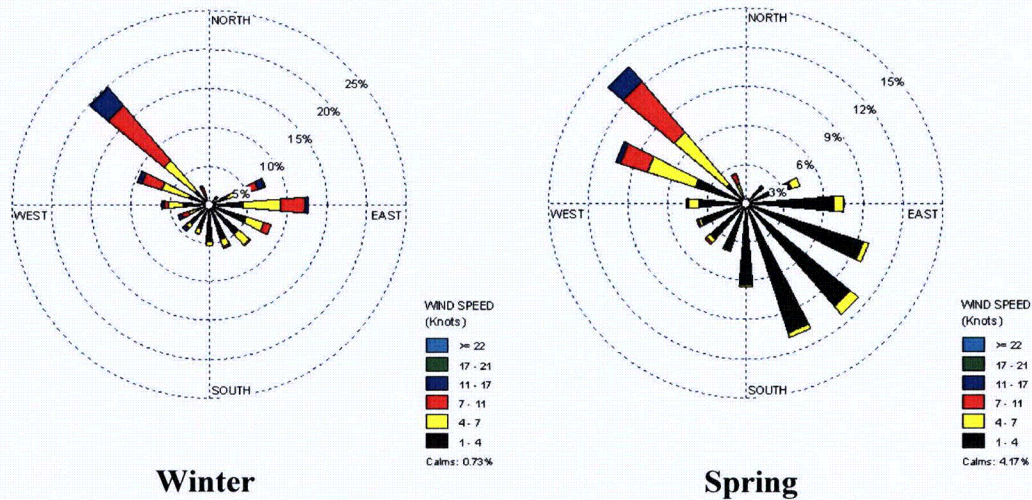 NORTH
25%
20%
15%
10%
5%
WEST
EAST
SOUTH
WIND SPEED
(Knots)
>= 22
17 - 21
11 - 17
7 - 11
4 - 7
1 - 4
Calms: 0.73%
Winter
NORTH
15%
12%
9%
6%
3%
WEST
EAST
SOUTH
WIND SPEED
(Knots)
>= 22
17 - 21
11 - 17
7 - 11
4 - 7
1 - 4
Calms: 4.17%
Spring